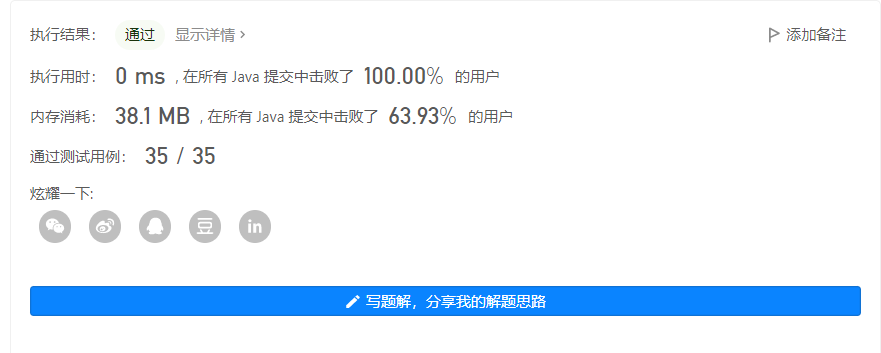 执行结果： 通过 显示详情 › 添加备注
执行用时： 0 ms , 在所有 Java 提交中击败了 100.00% 的用户
内存消耗： 38.1 MB , 在所有 Java 提交中击败了 63.93% 的用户
通过测试用例： 35 / 35
炫耀一下:
豆 in
写题解，分享我的解题思路